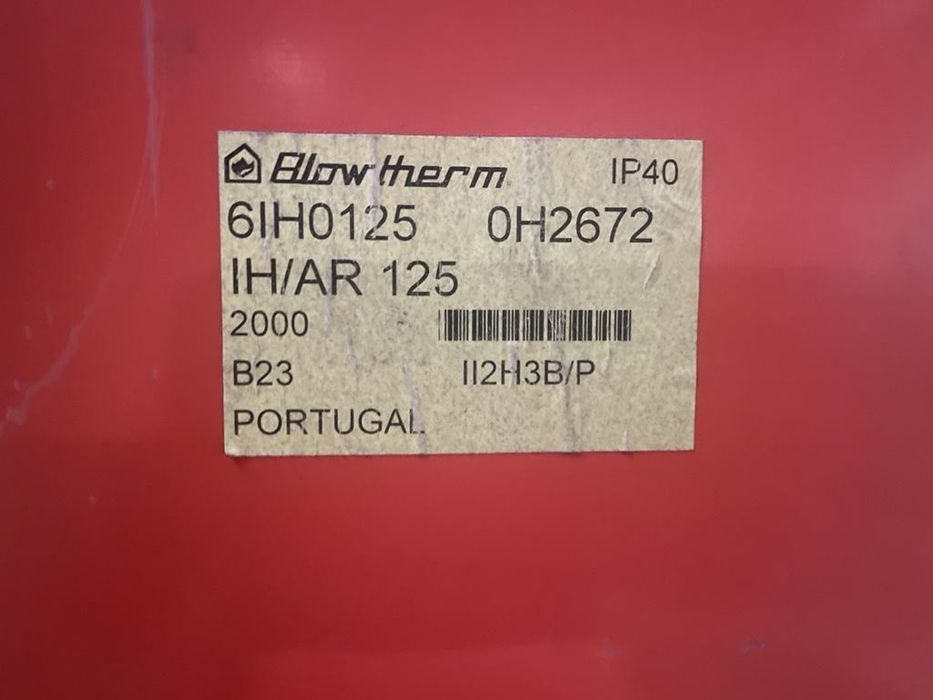 Blowtherm IP40
6IH0125 0H2672
IH/AR 125
2000
B23 II2H3B/P
PORTUGAL